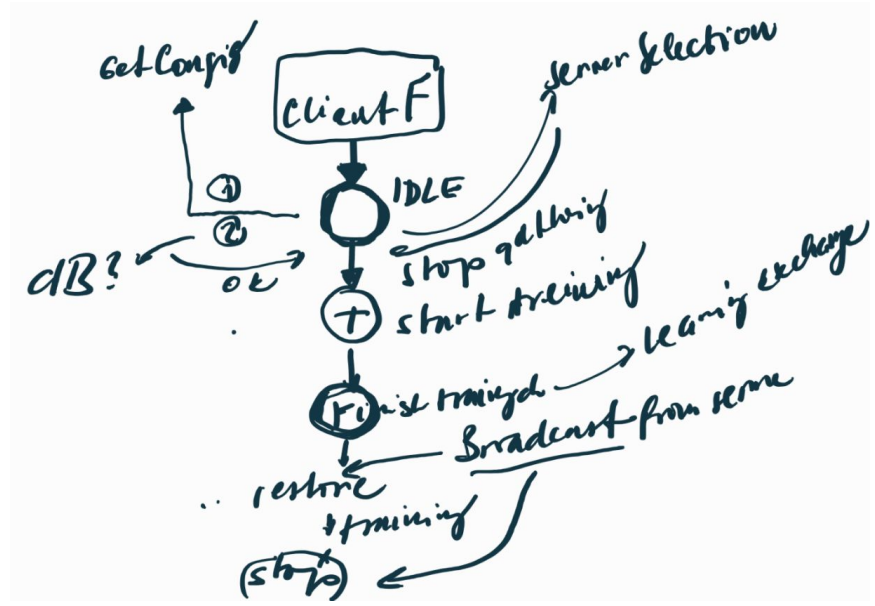 GetConfig
Server Selection
Client F
①
IDLE
②
dB?
ok
stop gathering
start training
T
Finish training
learning exchange
Broadcast from server
restore
training
(stop)